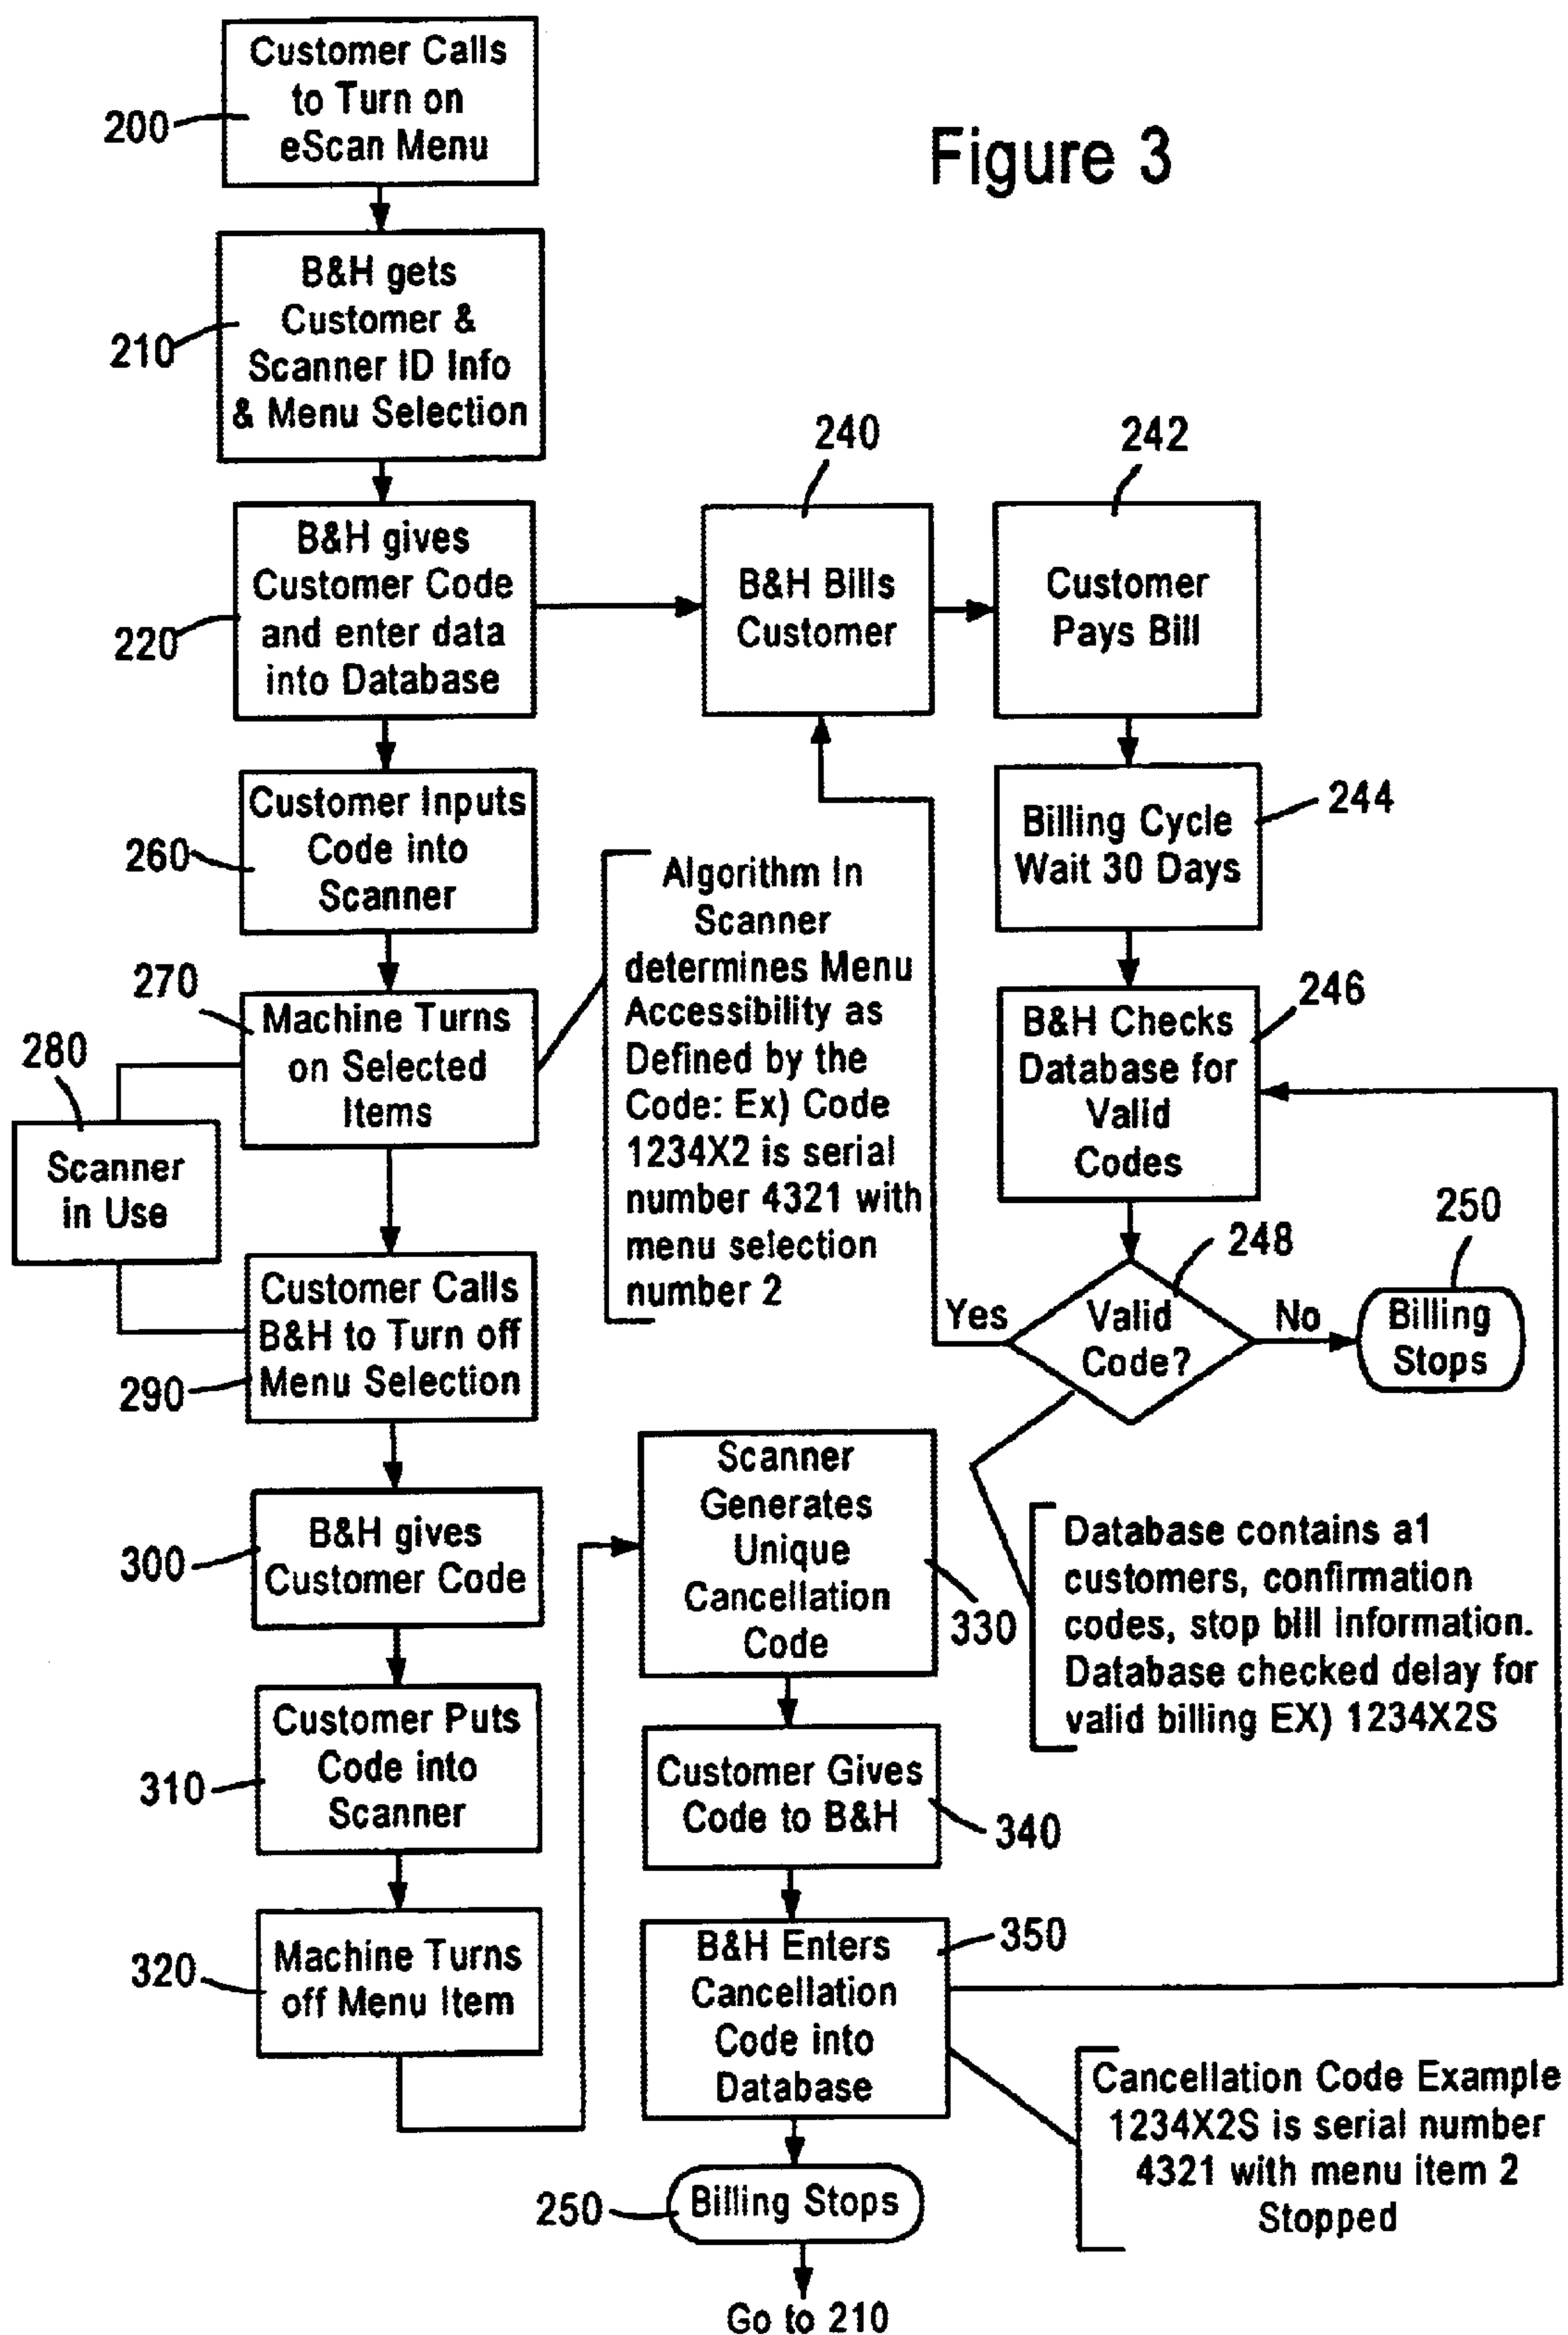 Figure 3
200
Customer Calls
to Turn on
eScan Menu
210
B&H gets
Customer &
Scanner ID Info
& Menu Selection
220
B&H gives
Customer Code
and enter data
into Database
240
B&H Bills
Customer
242
Customer
Pays Bill
244
Billing Cycle
Wait 30 Days
246
B&H Checks
Database for
Valid
Codes
248
Valid
Code?
Yes
No
250
Billing
Stops
Database contains a1
customers, confirmation
codes, stop bill information.
Database checked delay for
valid billing EX) 1234X2S
260
Customer Inputs
Code into
Scanner
270
Machine Turns
on Selected
Items
Algorithm In
Scanner
determines Menu
Accessibility as
Defined by the
Code: Ex) Code
1234X2 is serial
number 4321 with
menu selection
number 2
280
Scanner
in Use
290
Customer Calls
B&H to Turn off
Menu Selection
300
B&H gives
Customer Code
310
Customer Puts
Code into
Scanner
320
Machine Turns
off Menu Item
330
Scanner
Generates
Unique
Cancellation
Code
340
Customer Gives
Code to B&H
350
B&H Enters
Cancellation
Code into
Database
Cancellation Code Example
1234X2S is serial number
4321 with menu item 2
Stopped
250
Billing Stops
Go to 210